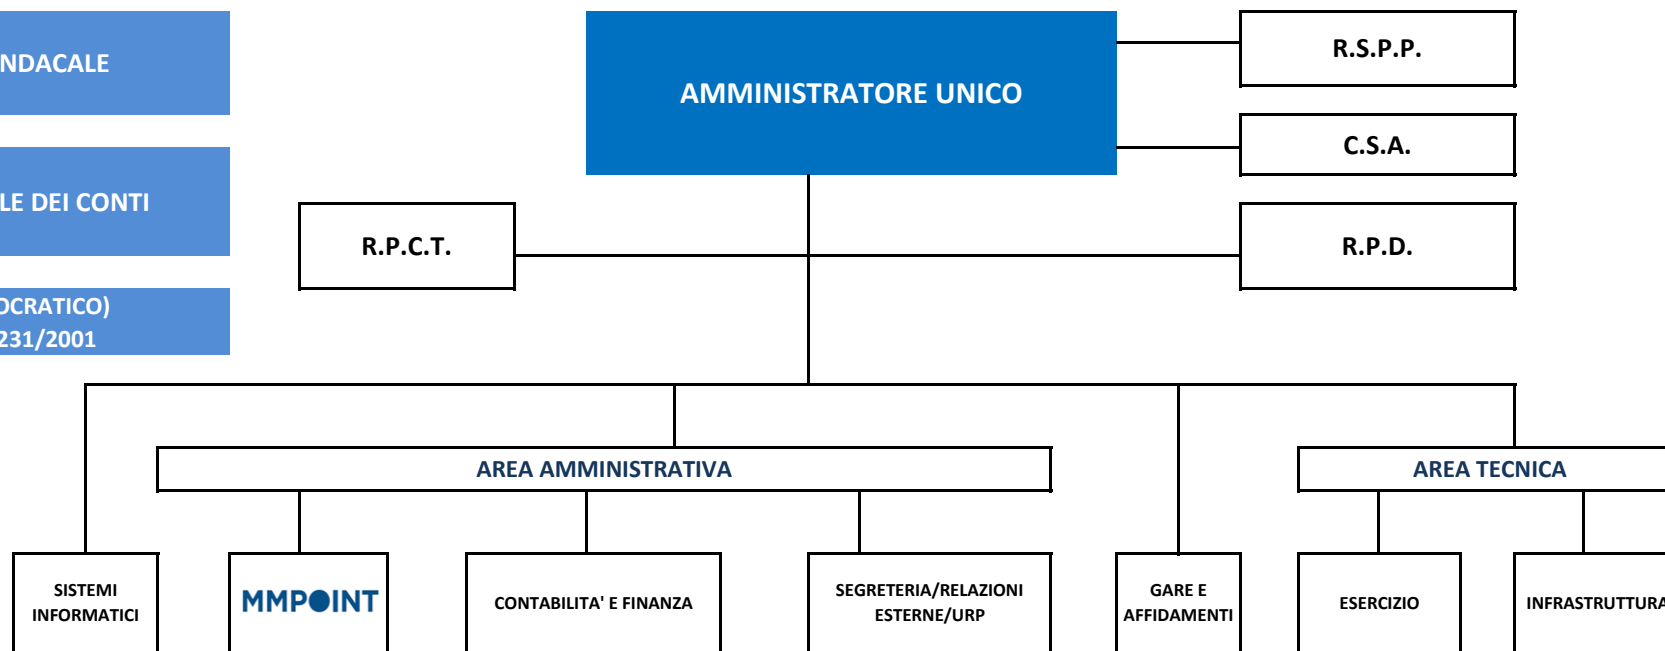 NDACALE
LE DEI CONTI
OCRATICO)
231/2001
AMMINISTRATORE UNICO
R.S.P.P.
C.S.A.
R.P.C.T.
R.P.D.
AREA AMMINISTRATIVA
AREA TECNICA
SISTEMI
INFORMATICI
MMPOINT
CONTABILITA' E FINANZA
SEGRETERIA/RELAZIONI
ESTERNE/URP
GARE E
AFFIDAMENTI
ESERCIZIO
INFRASTRUTTURA